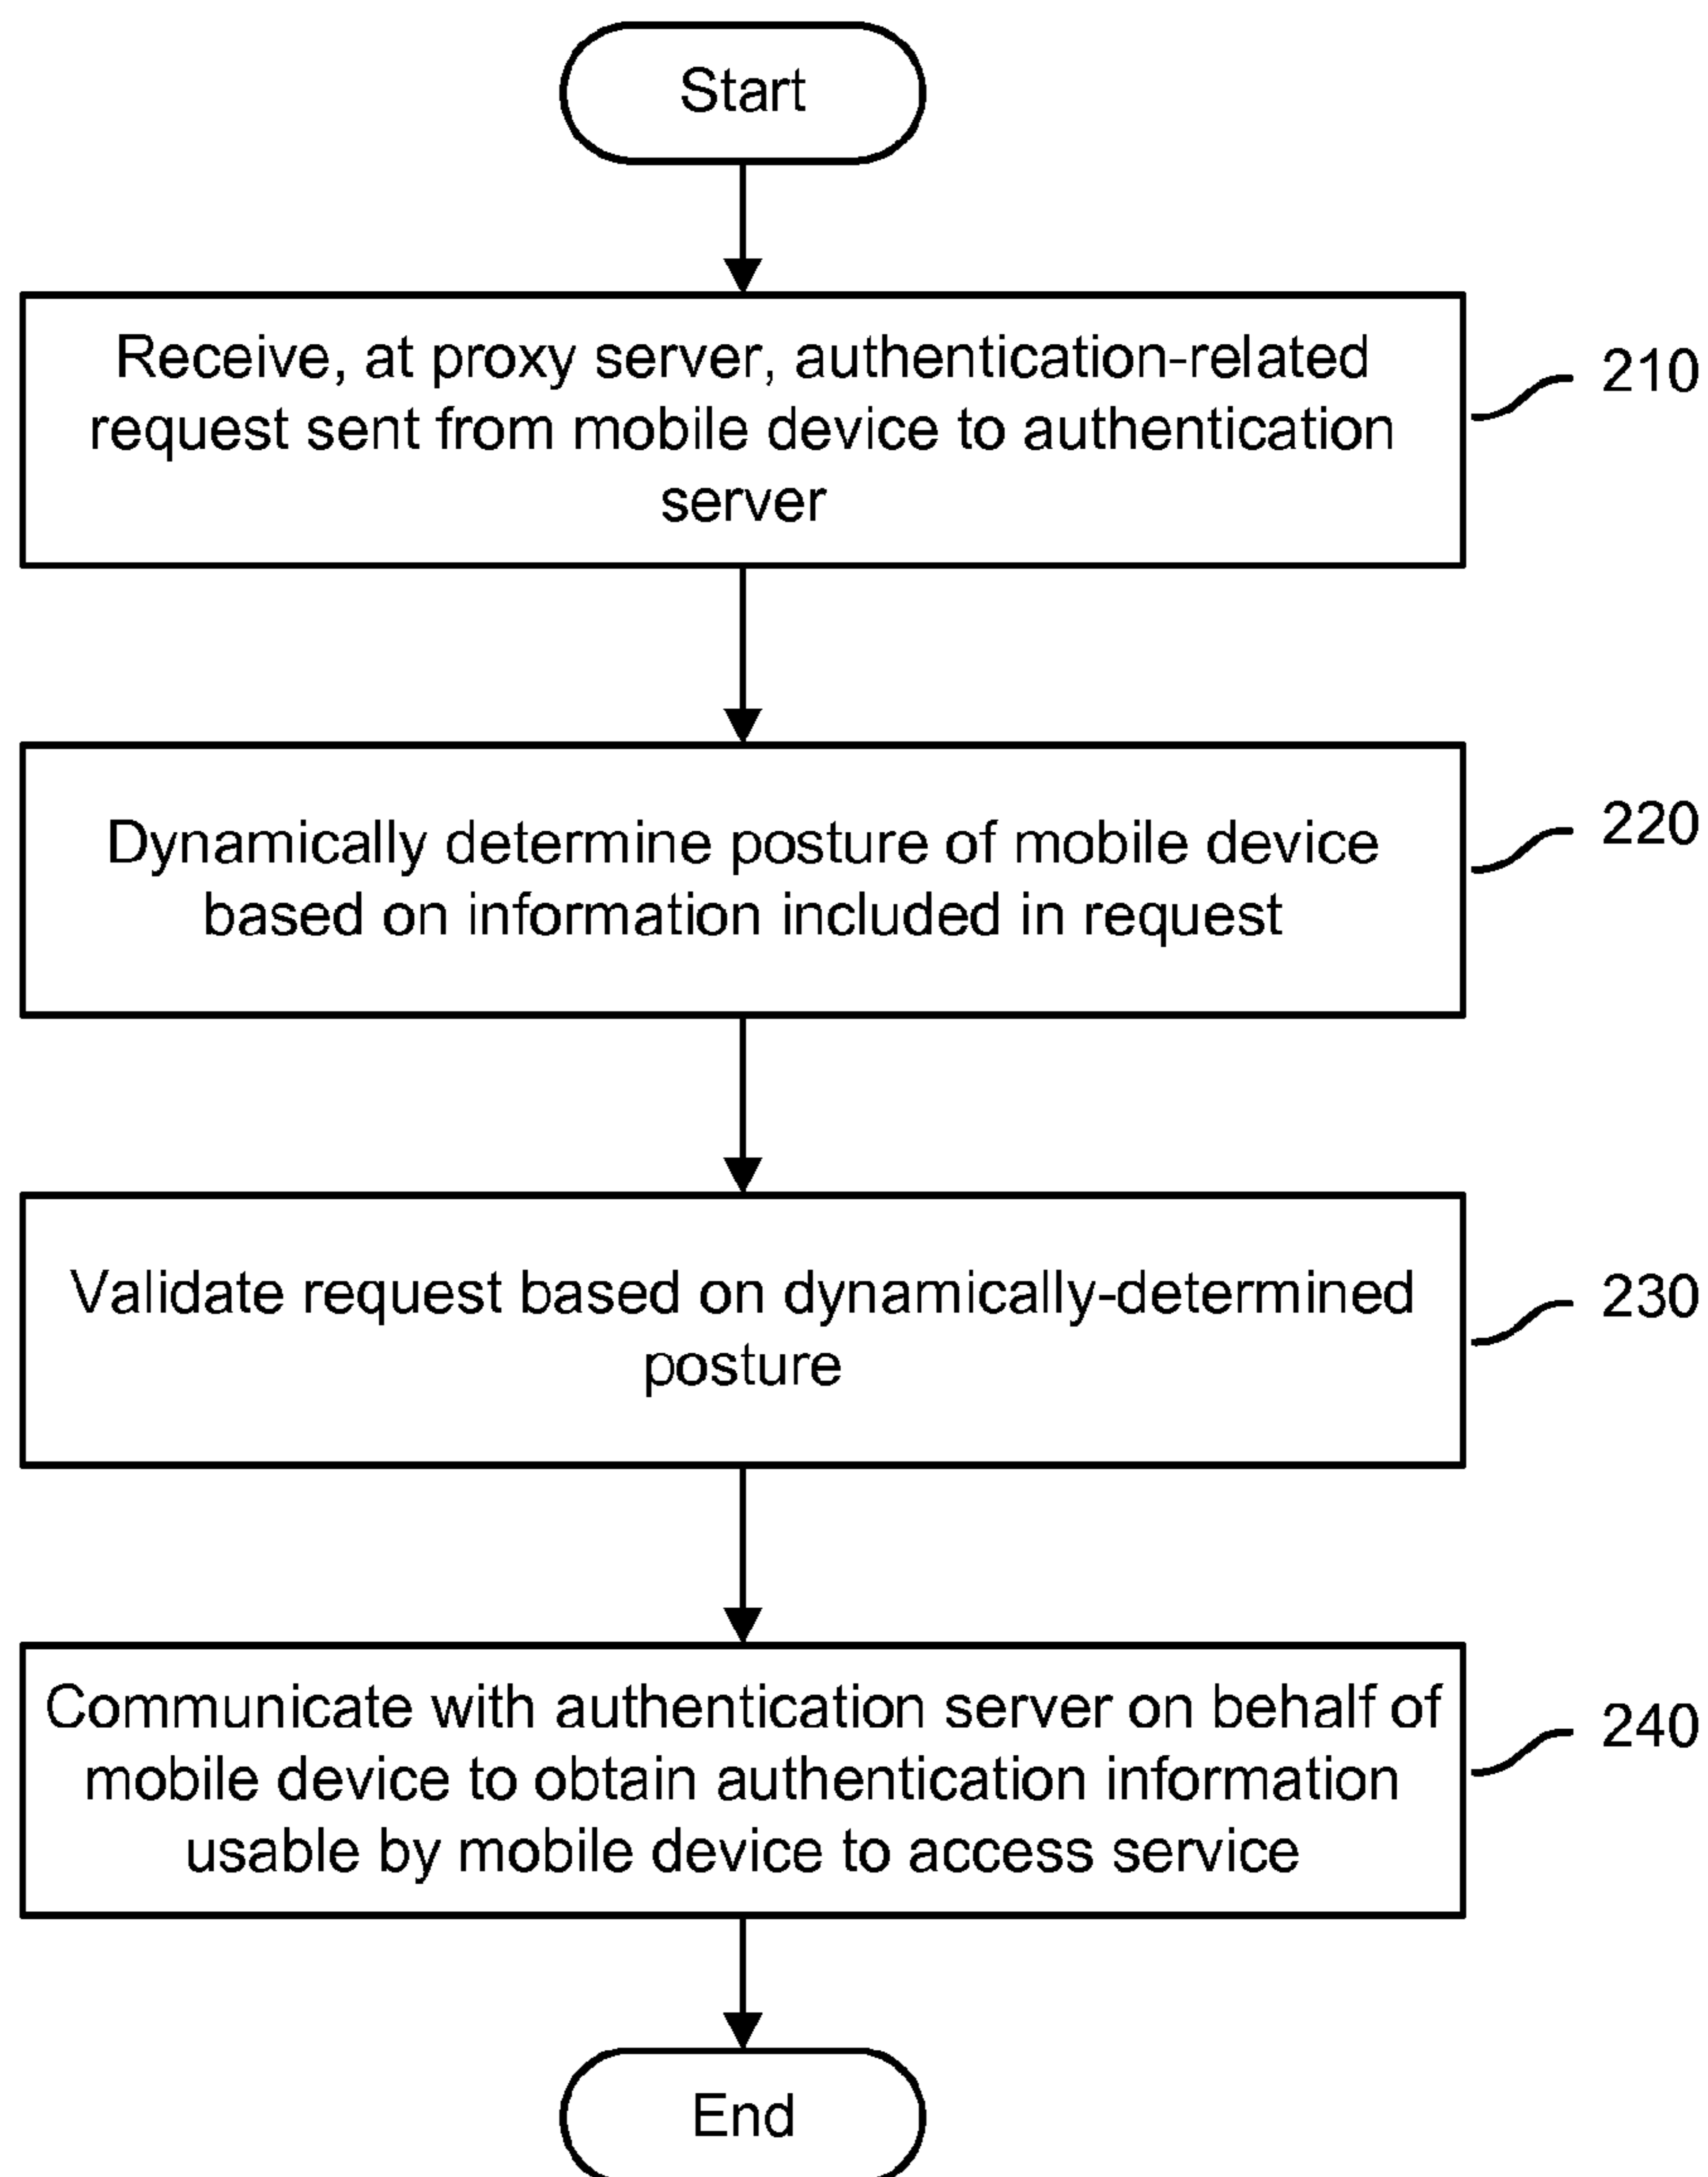 Start
Receive, at proxy server, authentication-related
request sent from mobile device to authentication
server
210
Dynamically determine posture of mobile device
based on information included in request
220
Validate request based on dynamically-determined
posture
230
Communicate with authentication server on behalf of
mobile device to obtain authentication information
usable by mobile device to access service
240
End